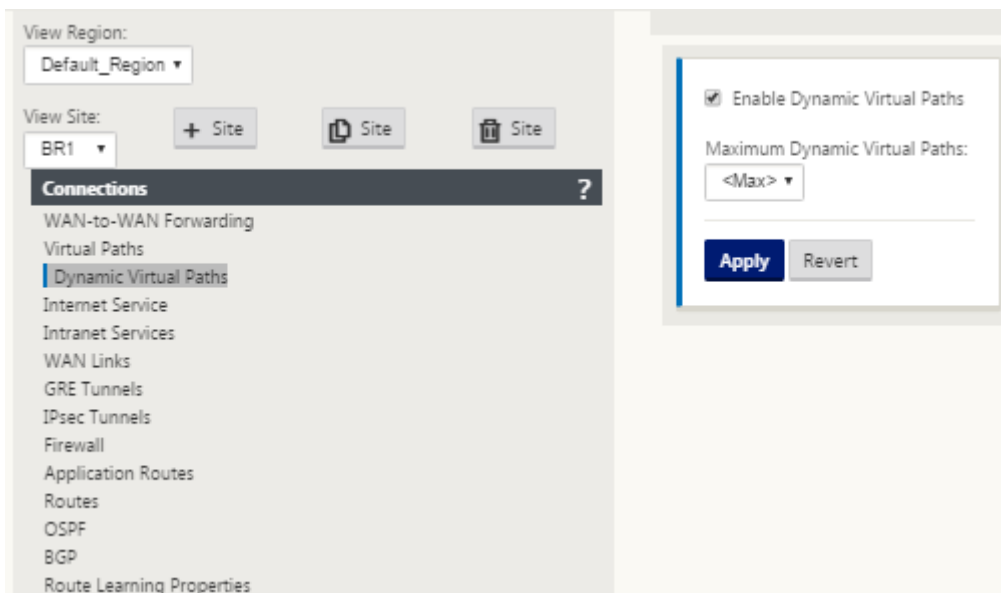 View Region:
Default_Region
View Site:
BR1
+ Site
Site
Site
Connections ?
WAN-to-WAN Forwarding
Virtual Paths
Dynamic Virtual Paths
Internet Service
Intranet Services
WAN Links
GRE Tunnels
IPsec Tunnels
Firewall
Application Routes
Routes
OSPF
BGP
Route Learning Properties
Enable Dynamic Virtual Paths
Maximum Dynamic Virtual Paths:
<Max>
Apply
Revert